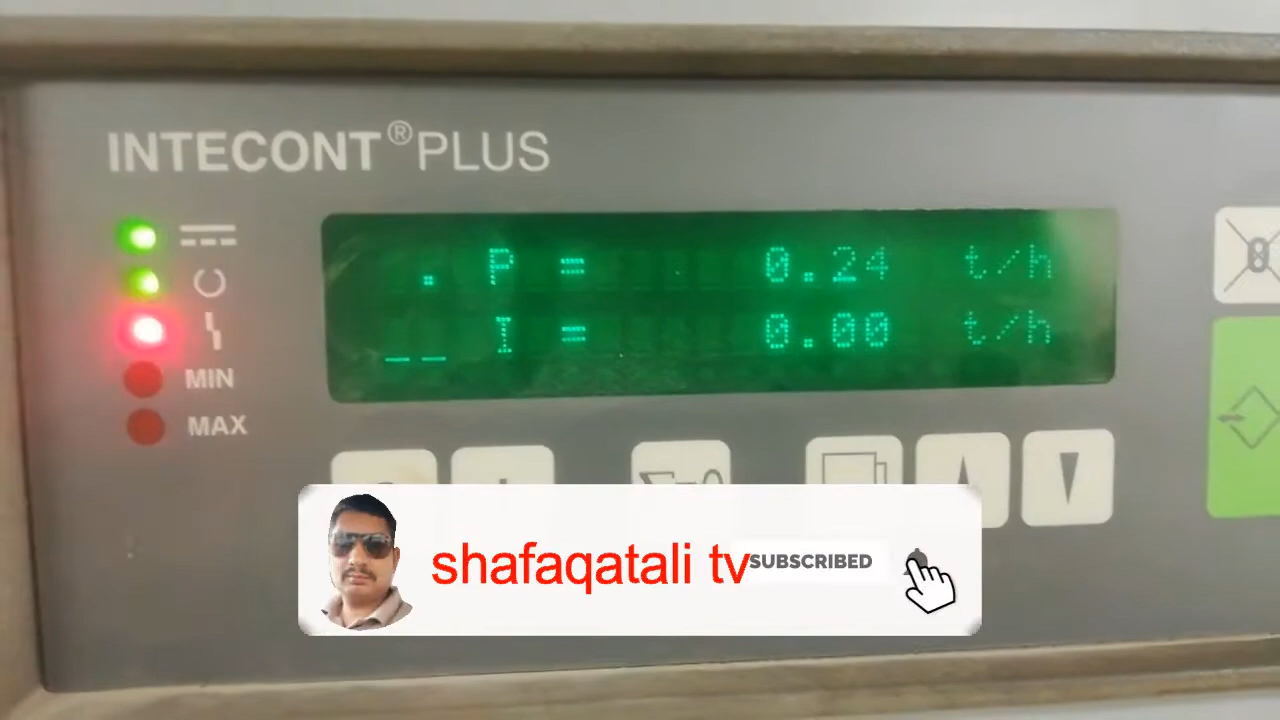 INTECONT® PLUS
. P = 0.24 t/h
_ _ I = 0.00 t/h
MIN
MAX
shafaqatali tv SUBSCRIBED